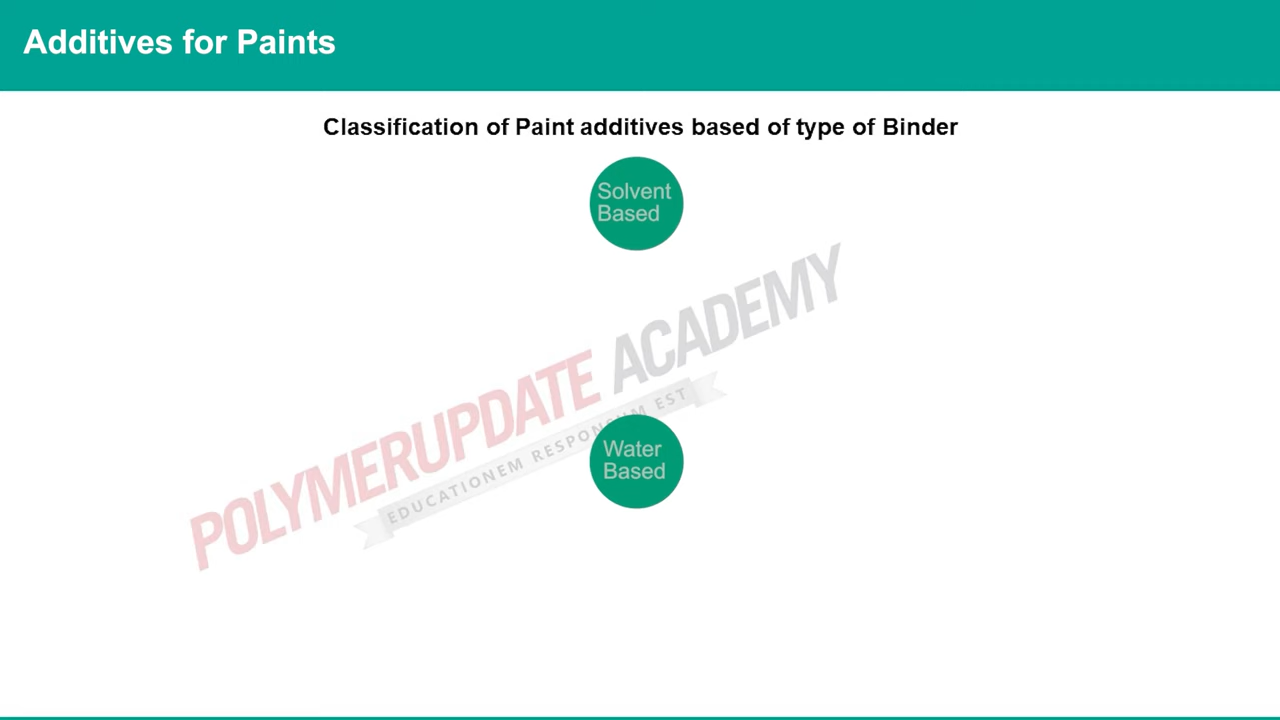 Additives for Paints
Classification of Paint additives based of type of Binder
Solvent
Based
POLYMERUPDATE ACADEMY
EDUCATIONEM RESPONSUM EST
Water
Based